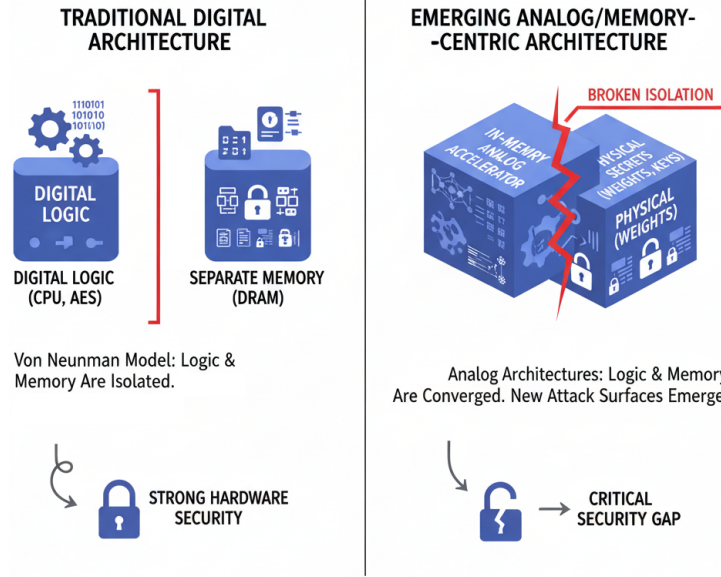 TRADITIONAL DIGITAL
ARCHITECTURE
1110101
101010
101101
DIGITAL
LOGIC
DIGITAL LOGIC
(CPU, AES)
SEPARATE MEMORY
(DRAM)
Von Neunman Model: Logic &
Memory Are Isolated.
STRONG HARDWARE
SECURITY
EMERGING ANALOG/MEMORY-
-CENTRIC ARCHITECTURE
BROKEN ISOLATION
IN-MEMRY
ANALOG
ACCELERATOR
HYSICAL
SECRETS
(WEIGHTS, KEYS)
PHYSICAL
(WEIGHTS)
Analog Architectures: Logic & Memory
Are Converged. New Attack Surfaces Emerge
CRITICAL
SECURITY GAP